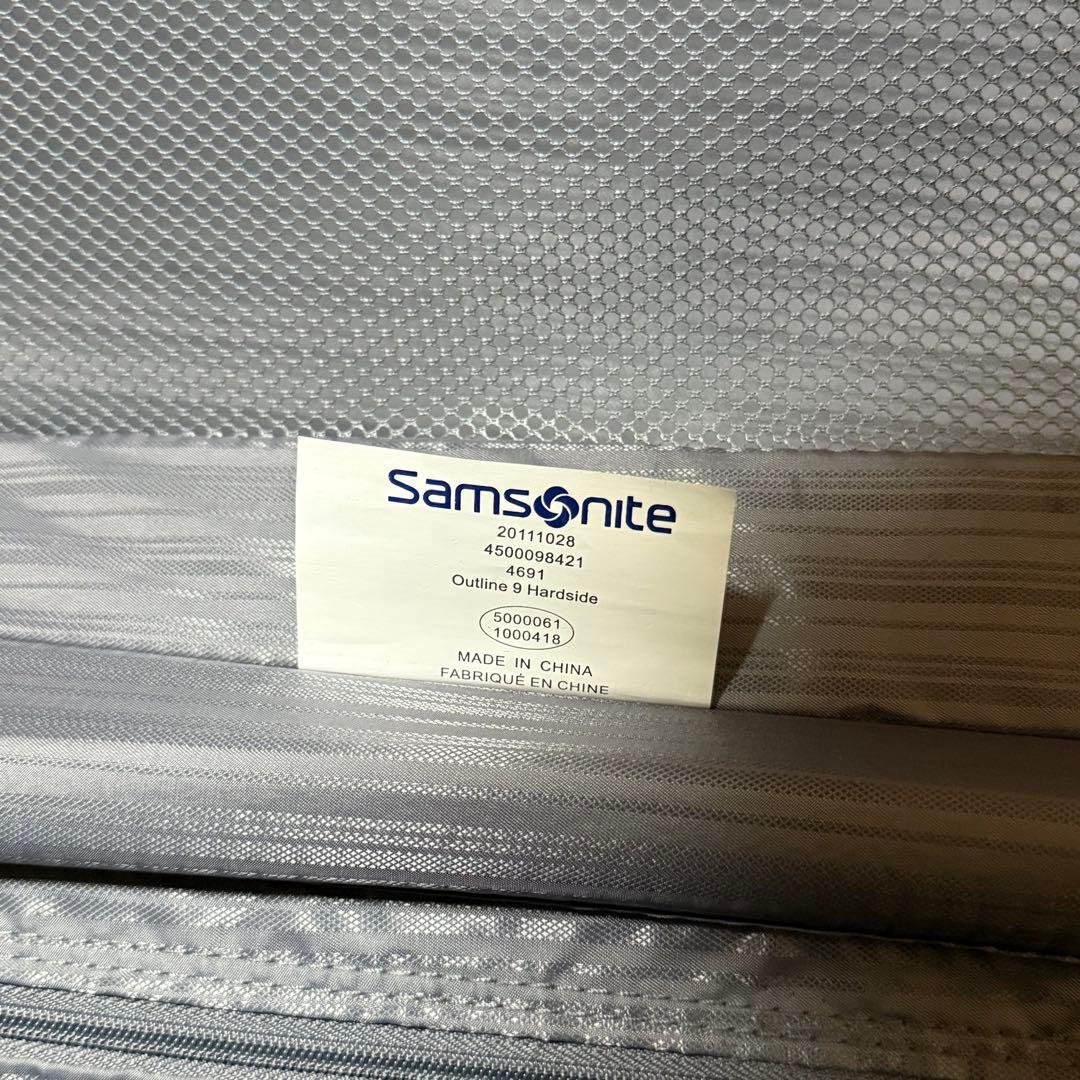 Samsonite
20111028
4500098421
4691
Outline 9 Hardside
5000061
1000418
MADE IN CHINA
FABRIQUÉ EN CHINE